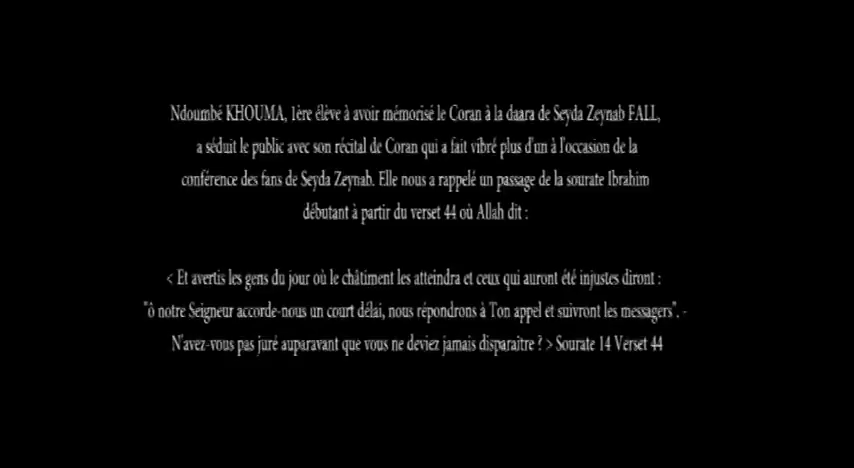 Ndoumbé KHOUMA, 1ère élève à avoir mémorisé le Coran à la daara de Seyda Zeynab FALL,
a séduit le public avec son récital de Coran qui a fait vibré plus d'un à l'occasion de la
conférence des fans de Seyda Zeynab. Elle nous a rappelé un passage de la sourate Ibrahim
débutant à partir du verset 44 où Allah dit :
< Et avertis les gens du jour où le châtiment les atteindra et ceux qui auront été injustes diront :
"ô notre Seigneur accorde-nous un court délai, nous répondrons à Ton appel et suivront les messagers". -
N'avez-vous pas juré auparavant que vous ne deviez jamais disparaître ? > Sourate 14 Verset 44